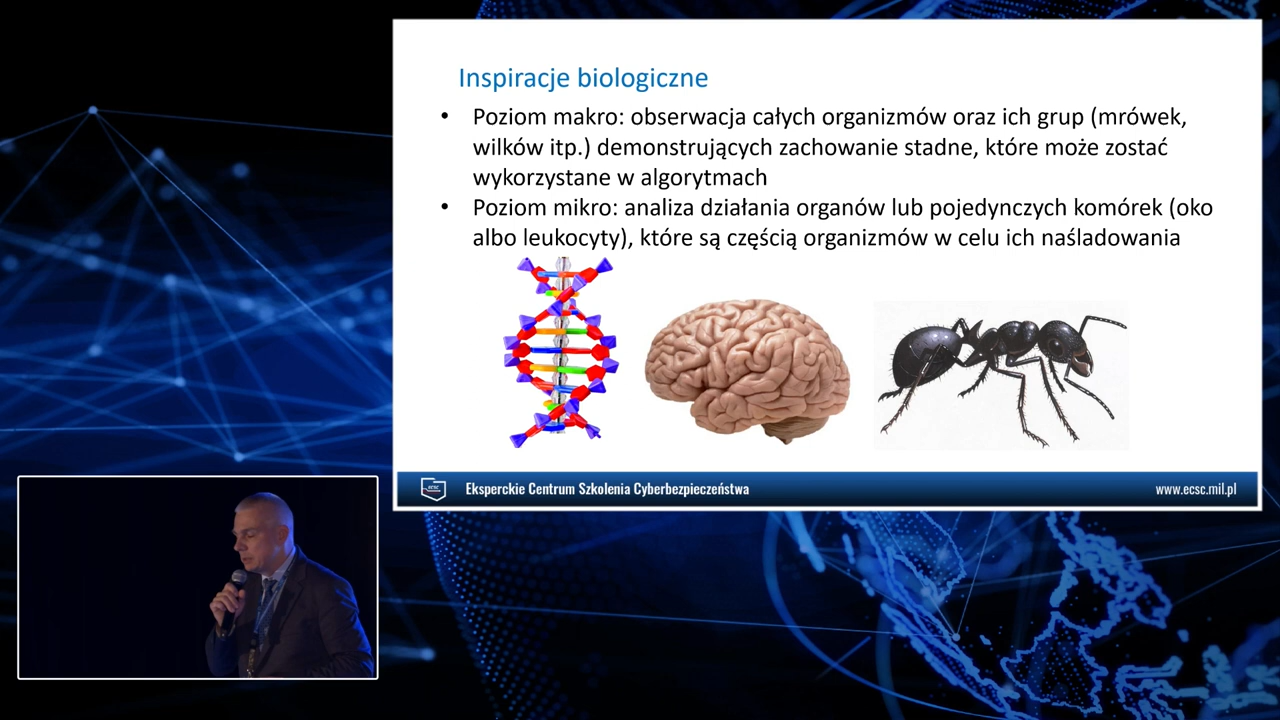 Inspiracje biologiczne
• Poziom makro: obserwacja całych organizmów oraz ich grup (mrówek,
wilków itp.) demonstrujących zachowanie stadne, które może zostać
wykorzystane w algorytmach
• Poziom mikro: analiza działania organów lub pojedynczych komórek (oko
albo leukocyty), które są częścią organizmów w celu ich naśladowania
ecsc
Eksperckie Centrum Szkolenia Cyberbezpieczeństwa
www.ecsc.mil.pl